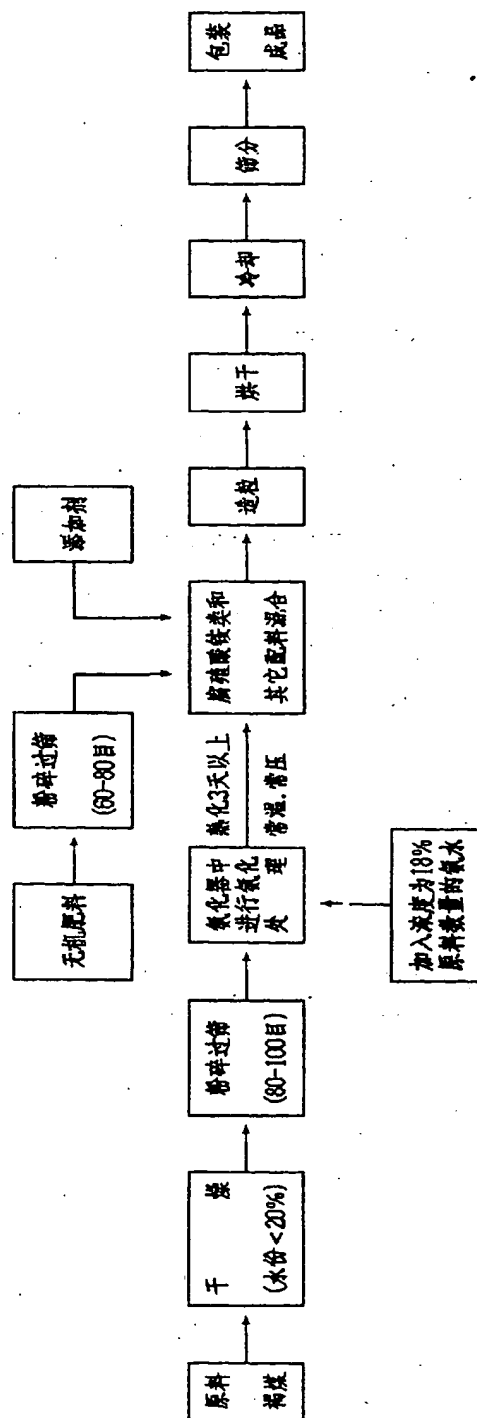 原料
褐煤
干燥
(水份<20%)
粉碎过筛
(80-100目)
氨化器中
进行氨化
处理
加入浓度为18%
原料数量的氨水
熟化3天以上
常温.常压
无机肥料
粉碎过筛
(60-80目)
添加剂
腐殖酸铵类和
其它配料混合
造粒
烘干
冷却
筛分
包装
成品